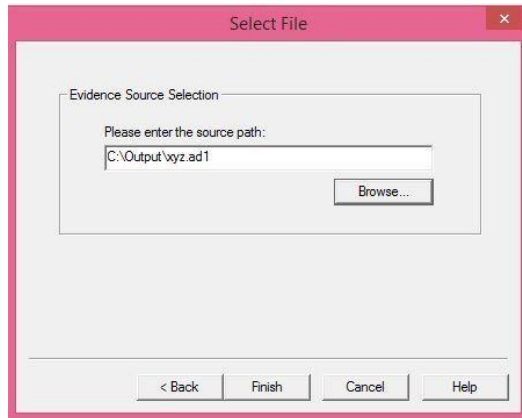 Select File
Evidence Source Selection
Please enter the source path:
C:\Output\xyz.ad1
Browse...
< Back
Finish
Cancel
Help